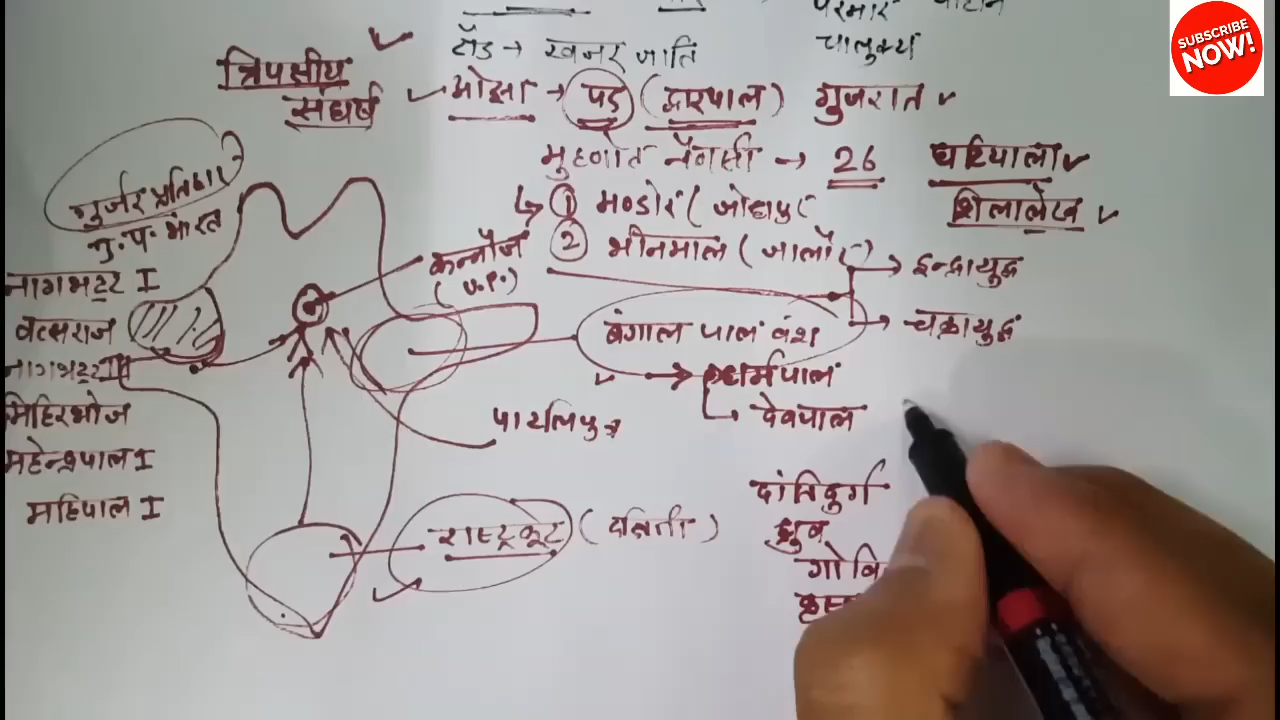 परमार
टॉड → खजर जाति
चालुक्य
त्रिपक्षीय
संघर्ष
ओझा → पद (द्वारपाल) गुजरात
मुहणोत नैणसी → 26
घटियाला
शिलालेख
① मण्डोर (जोधपुर
② भीनमाल (जालौर)
गुर्जर प्रतिहार
उ. प. भारत
कन्नौज
(U.P.)
इन्द्रायुद्ध
चक्रायुद्ध
नागभट्ट I
वत्सराज
नागभट्ट II
मिहिरभोज
महेन्द्रपाल I
महिपाल I
बंगाल पाल वंश
धर्मपाल
देवपाल
पाटलिपुत्र
राष्ट्रकूट (दक्षिणी)
दांतिदुर्ग
ध्रुव
गोवि
SUBSCRIBE
NOW!